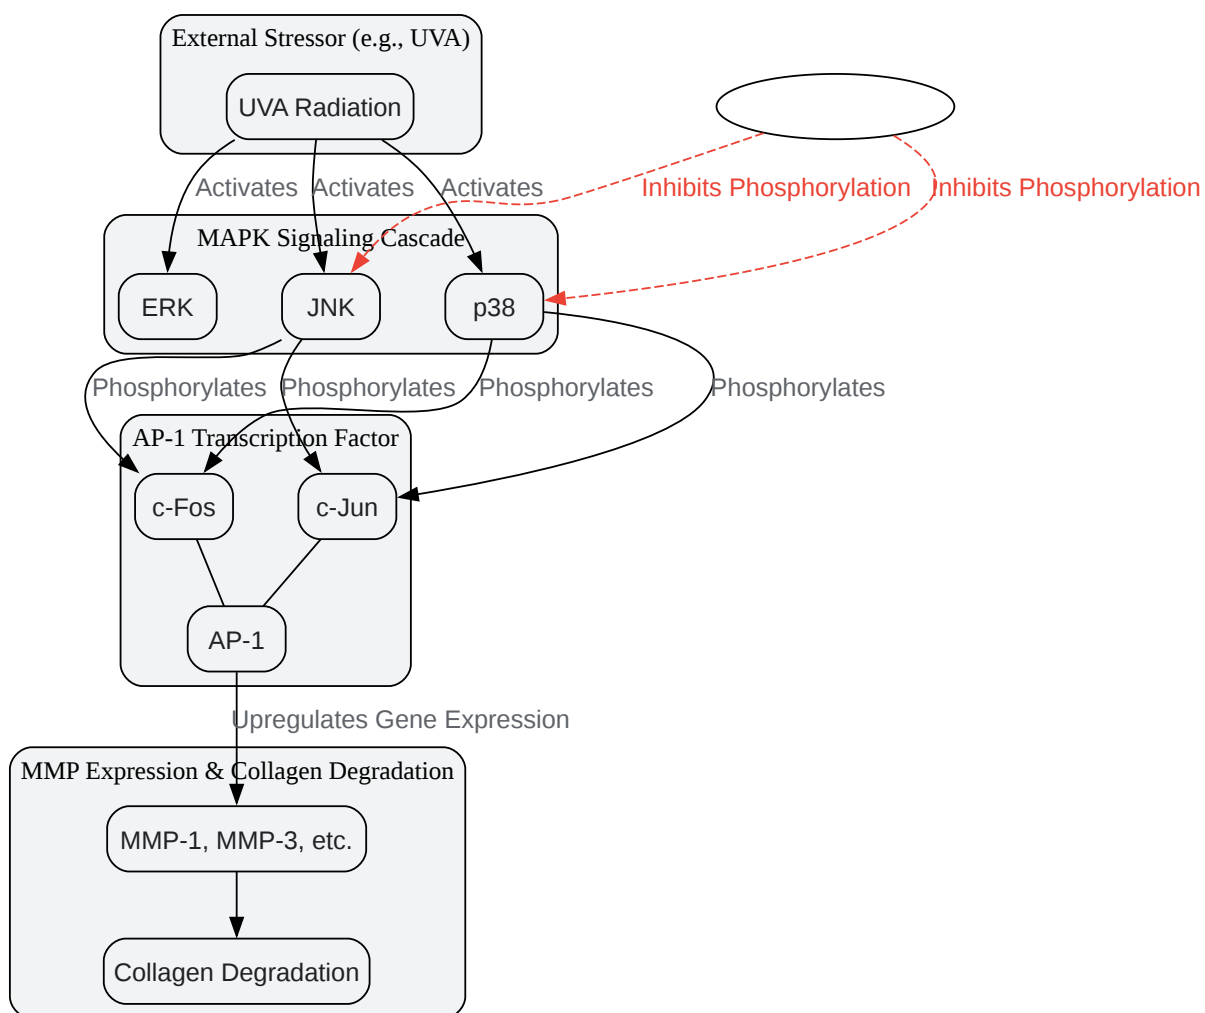 External Stressor (e.g., UVA)
UVA Radiation
Activates
Activates
Activates
Inhibits Phosphorylation
Inhibits Phosphorylation
MAPK Signaling Cascade
ERK
JNK
p38
Phosphorylates
Phosphorylates
Phosphorylates
Phosphorylates
AP-1 Transcription Factor
c-Fos
c-Jun
AP-1
Upregulates Gene Expression
MMP Expression & Collagen Degradation
MMP-1, MMP-3, etc.
Collagen Degradation